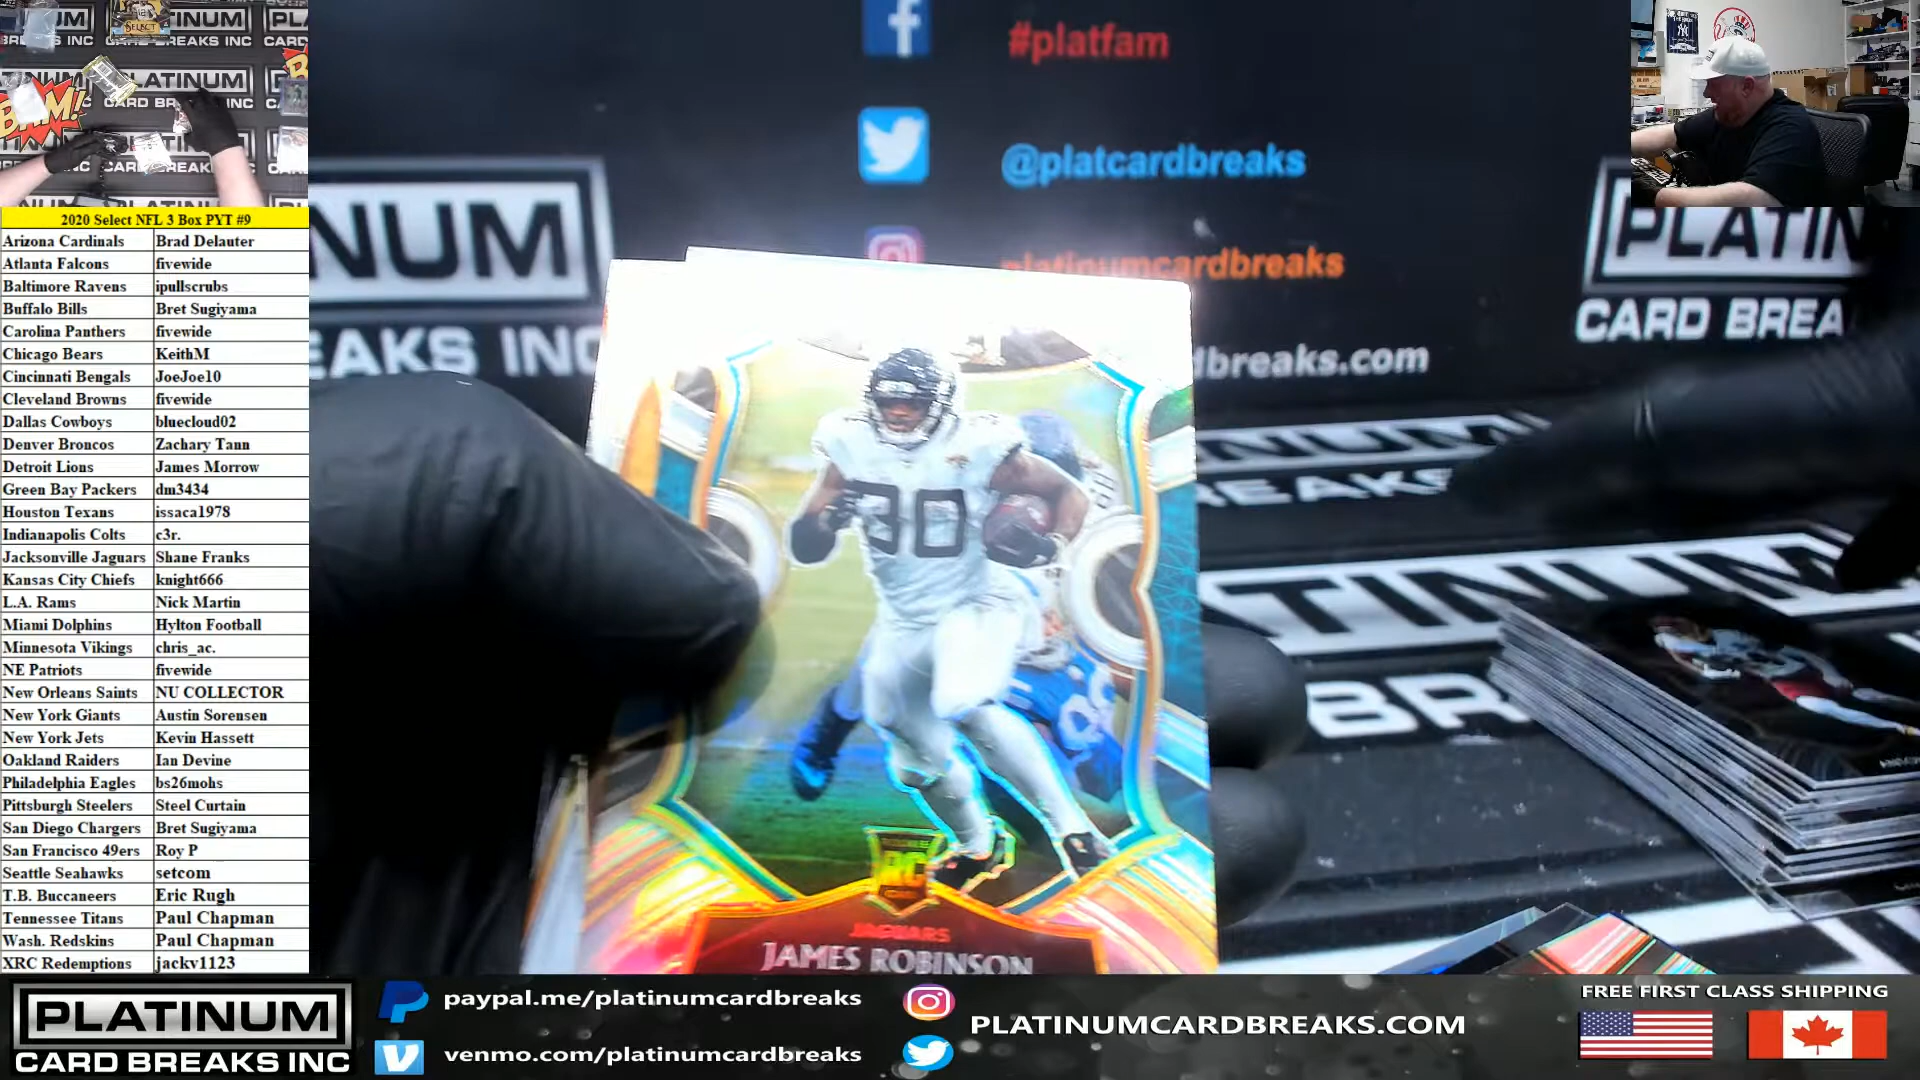 2020 Select NFL 3 Box PYT #9
Arizona Cardinals Brad Delauter
Atlanta Falcons fivewide
Baltimore Ravens ipullscrubs
Buffalo Bills Bret Sugiyama
Carolina Panthers fivewide
Chicago Bears KeithM
Cincinnati Bengals JoeJoe10
Cleveland Browns fivewide
Dallas Cowboys bluecloud02
Denver Broncos Zachary Tann
Detroit Lions James Morrow
Green Bay Packers dm3434
Houston Texans issaca1978
Indianapolis Colts c3r.
Jacksonville Jaguars Shane Franks
Kansas City Chiefs knight666
L.A. Rams Nick Martin
Miami Dolphins Hylton Football
Minnesota Vikings chris_ac.
NE Patriots fivewide
New Orleans Saints NU COLLECTOR
New York Giants Austin Sorensen
New York Jets Kevin Hassett
Oakland Raiders Ian Devine
Philadelphia Eagles bs26mohs
Pittsburgh Steelers Steel Curtain
San Diego Chargers Bret Sugiyama
San Francisco 49ers Roy P
Seattle Seahawks setcom
T.B. Buccaneers Eric Rugh
Tennessee Titans Paul Chapman
Wash. Redskins Paul Chapman
XRC Redemptions jackv1123
#platfam
@platcardbreaks
platinumcardbreaks
dbreaks.com
NUM
EAKS INC
PLATIN
CARD BREA
30
RC
JAGUARS
JAMES ROBINSON
PLATINUM
CARD BREAKS INC
paypal.me/platinumcardbreaks
venmo.com/platinumcardbreaks
PLATINUMCARDBREAKS.COM
FREE FIRST CLASS SHIPPING